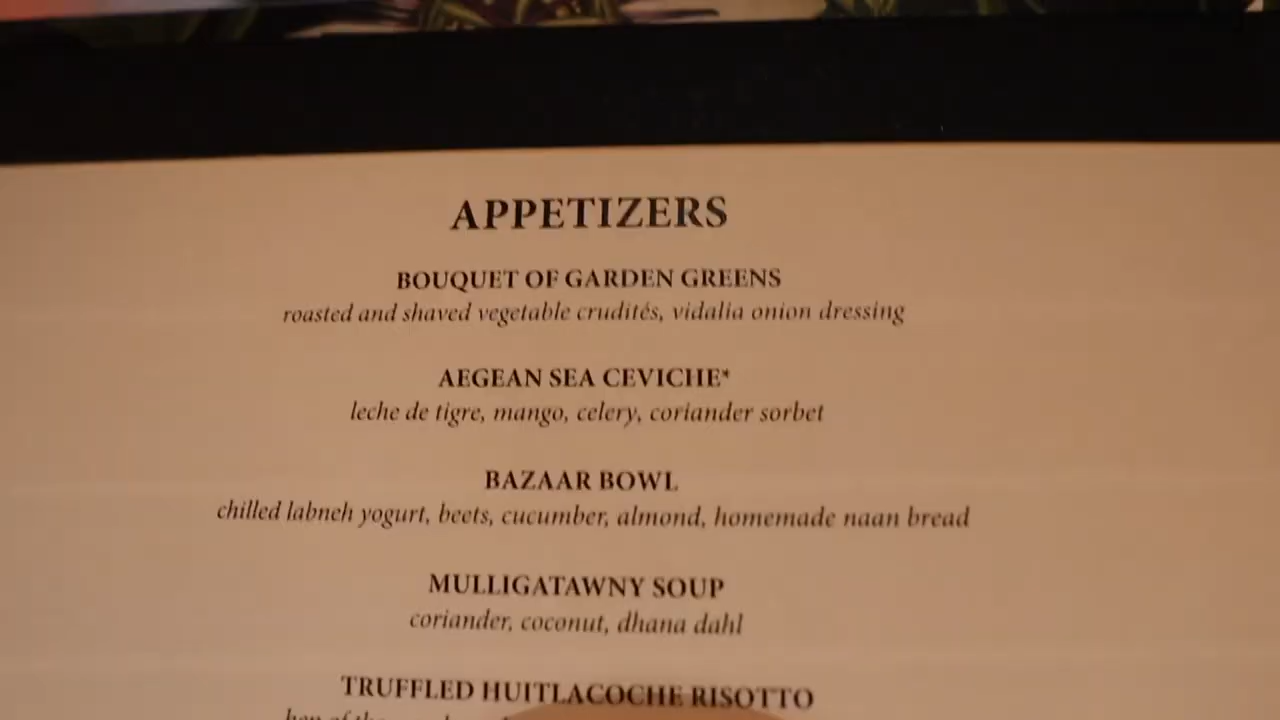 APPETIZERS
BOUQUET OF GARDEN GREENS
roasted and shaved vegetable crudités, vidalia onion dressing
AEGEAN SEA CEVICHE*
leche de tigre, mango, celery, coriander sorbet
BAZAAR BOWL
chilled labneh yogurt, beets, cucumber, almond, homemade naan bread
MULLIGATAWNY SOUP
coriander, coconut, dhana dahl
TRUFFLED HUITLACOCHE RISOTTO